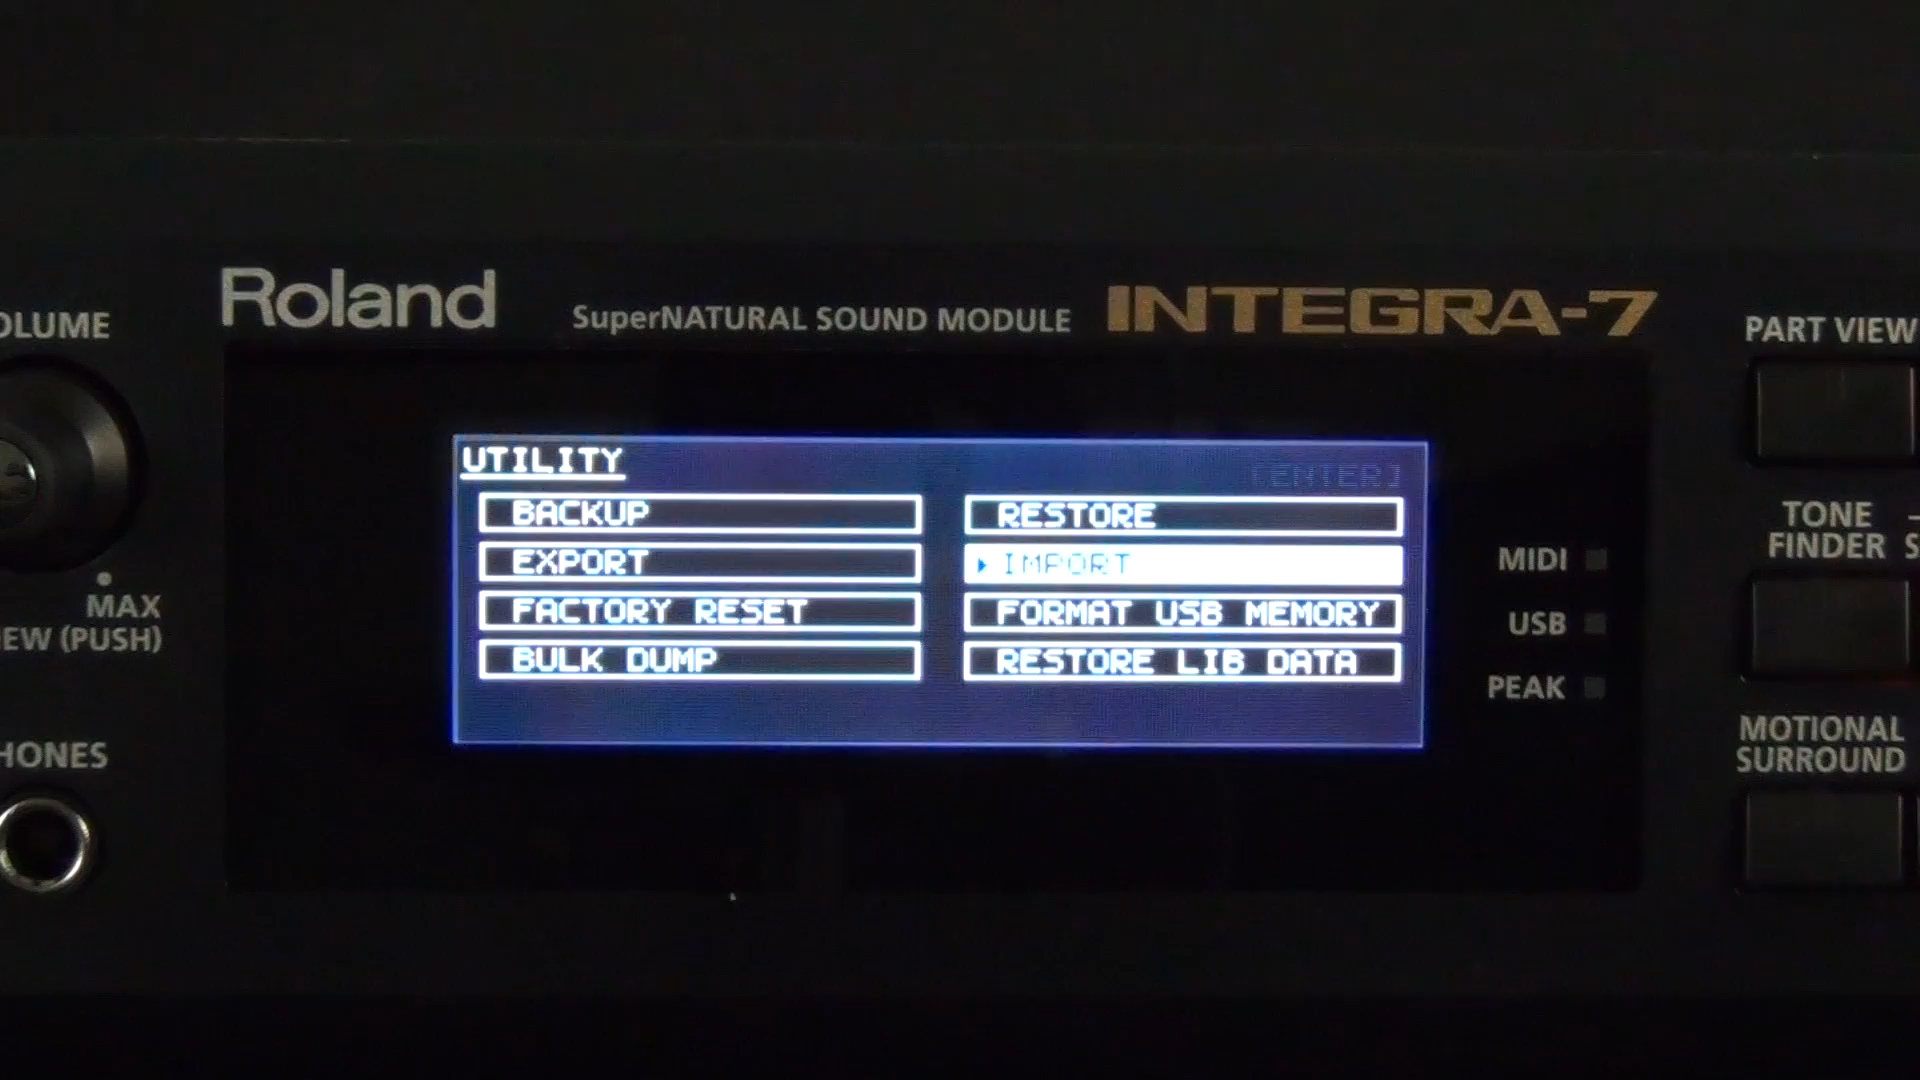 Roland
SuperNATURAL SOUND MODULE
INTEGRA-7
OLUME
MAX
EW (PUSH)
HONES
UTILITY
[ENTER]
BACKUP
RESTORE
EXPORT
IMPORT
FACTORY RESET
FORMAT USB MEMORY
BULK DUMP
RESTORE LIB DATA
MIDI
USB
PEAK
PART VIEW
TONE
FINDER
MOTIONAL
SURROUND